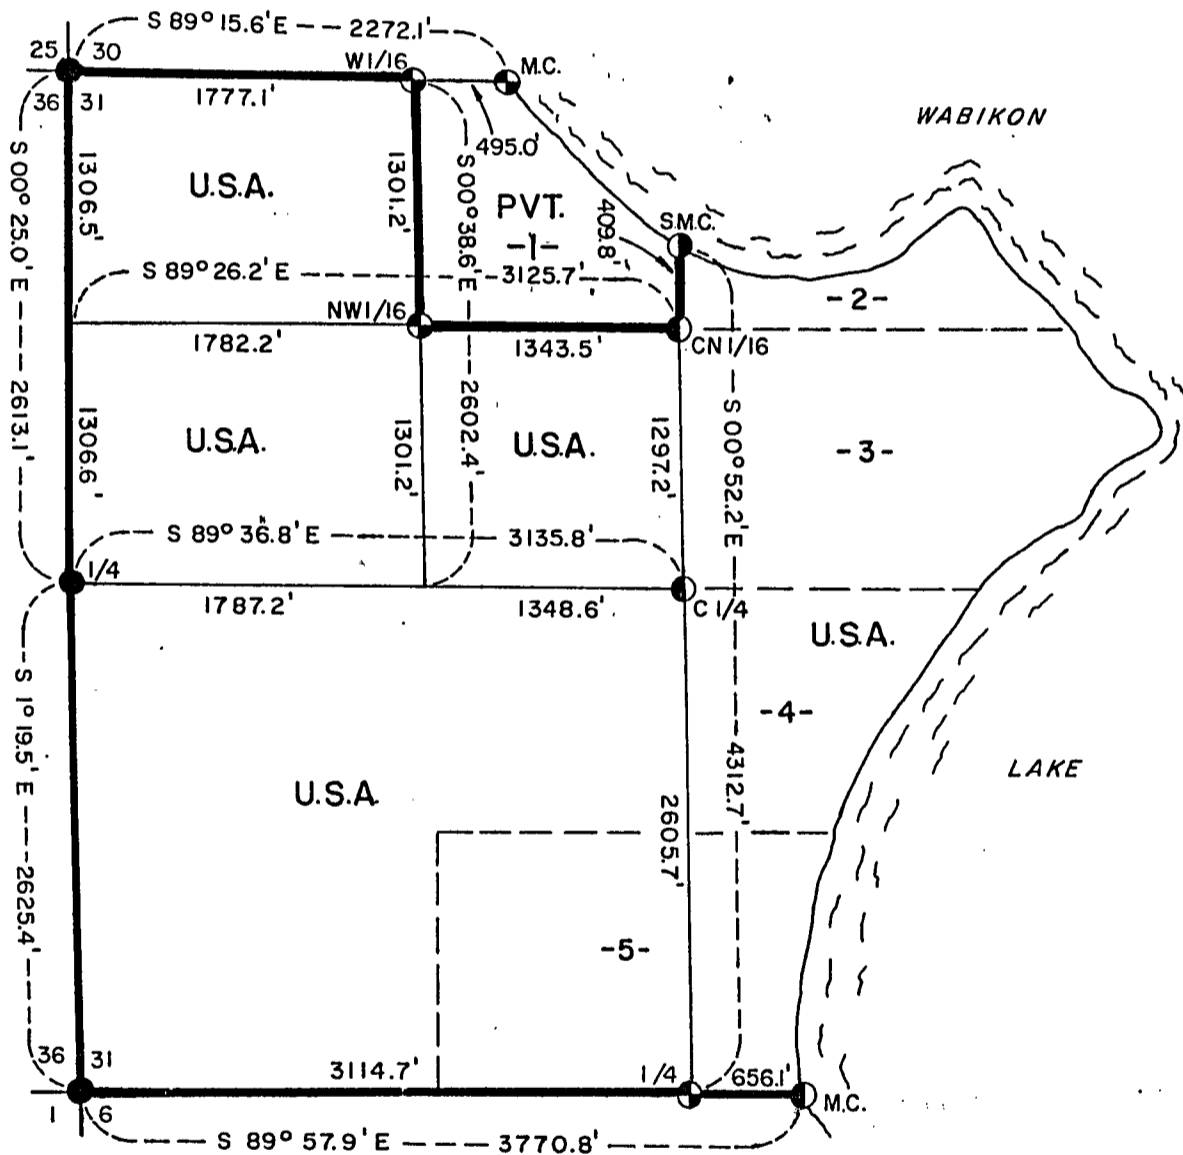 S 89° 15.6' E 2272.1'
25 30
W1/16
M.C.
36 31
1777.1'
WABIKON
495.0'
S 00° 25.0' E 2613.1'
1306.5'
U.S.A.
1301.2'
S 00° 38.6' E 2602.4'
PVT.
-1-
409.8'
S.M.C.
S 89° 26.2' E 3125.7'
-2-
NW1/16
1782.2'
1343.5'
CN 1/16
1306.6'
U.S.A.
1301.2'
U.S.A.
1297.2'
S 00° 52.2' E 4312.7'
-3-
S 89° 36.8' E 3135.8'
1/4
1787.2'
1348.6'
C 1/4
U.S.A.
S 1° 19.5' E 2625.4'
-4-
LAKE
U.S.A.
2605.7'
-5-
36 31
3114.7'
1/4
656.1'
M.C.
1 6
S 89° 57.9' E 3770.8'